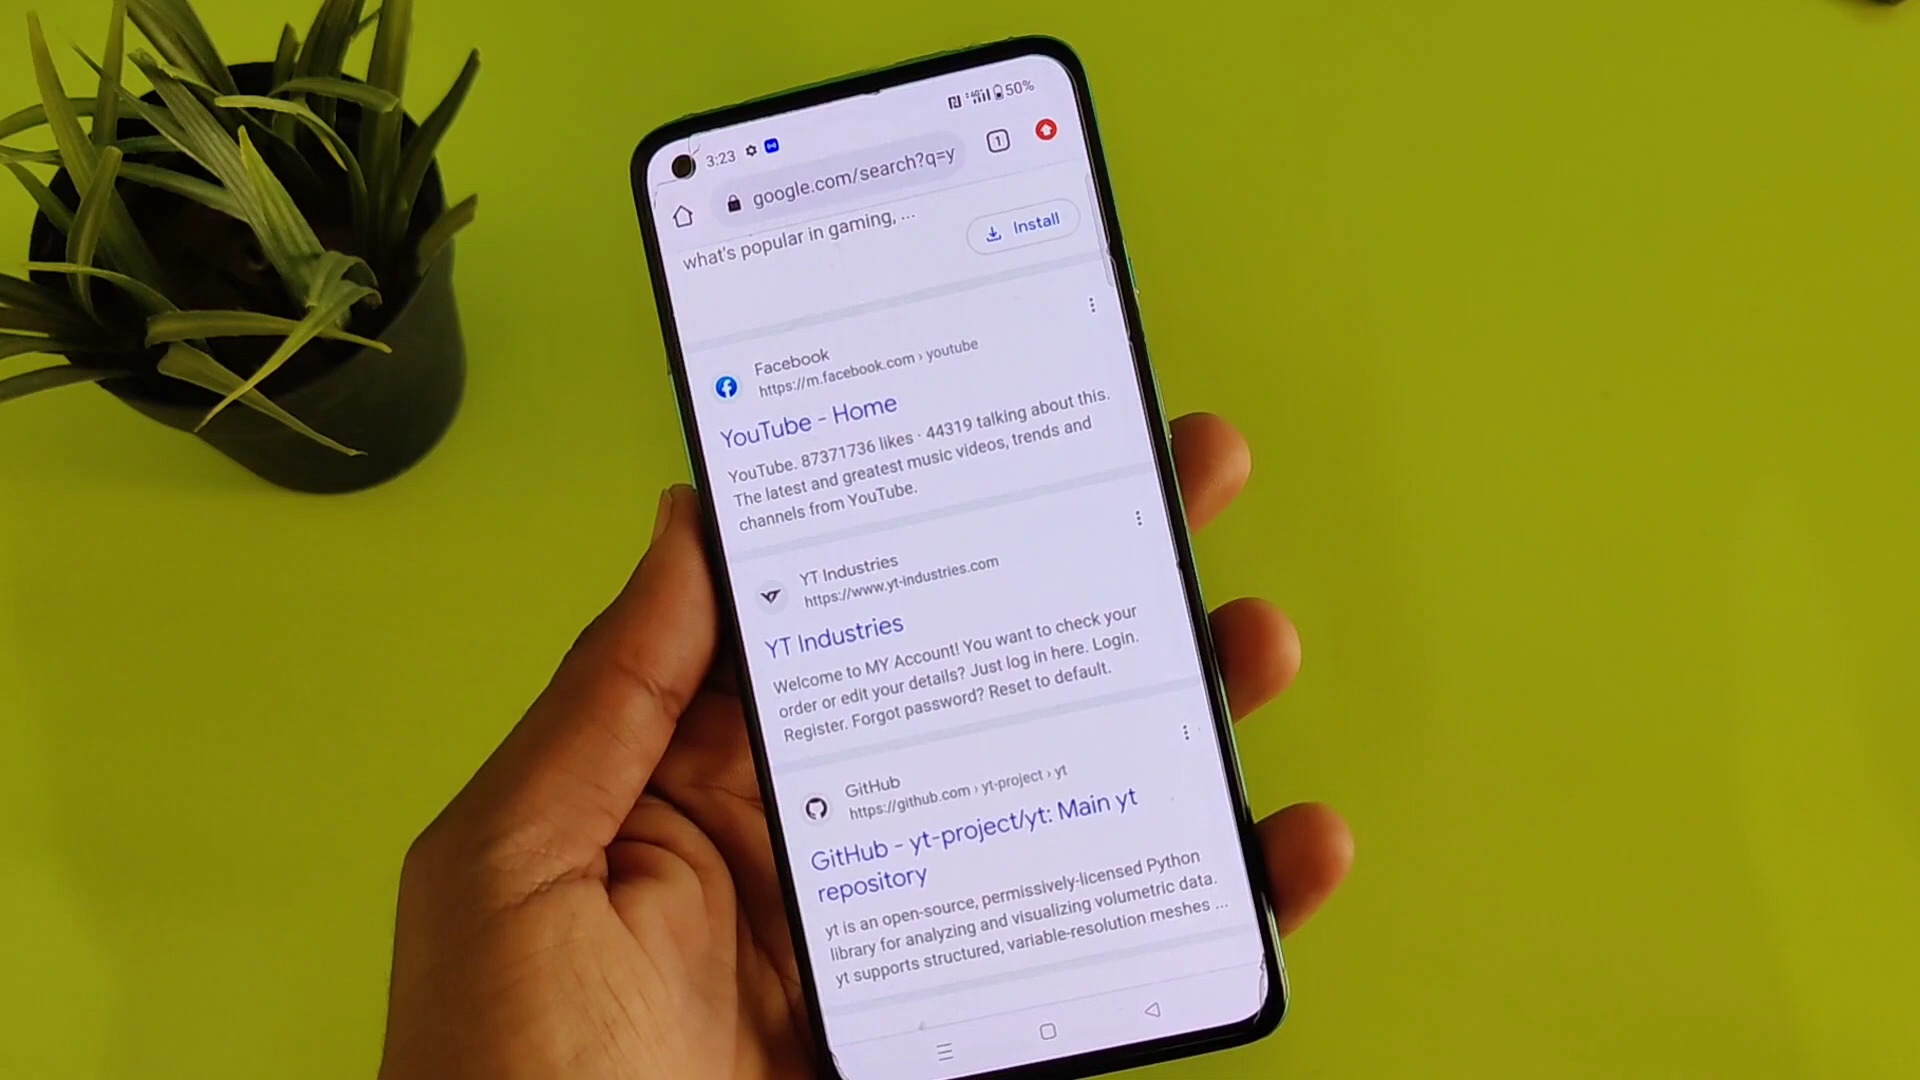 3:23
4G 50%
google.com/search?q=y
1
what's popular in gaming, ...
Install
Facebook
https://m.facebook.com › youtube
YouTube - Home
YouTube. 87371736 likes · 44319 talking about this.
The latest and greatest music videos, trends and
channels from YouTube.
YT Industries
https://www.yt-industries.com
YT Industries
Welcome to MY Account! You want to check your
order or edit your details? Just log in here. Login.
Register. Forgot password? Reset to default.
GitHub
https://github.com › yt-project › yt
GitHub - yt-project/yt: Main yt
repository
yt is an open-source, permissively-licensed Python
library for analyzing and visualizing volumetric data.
yt supports structured, variable-resolution meshes ...